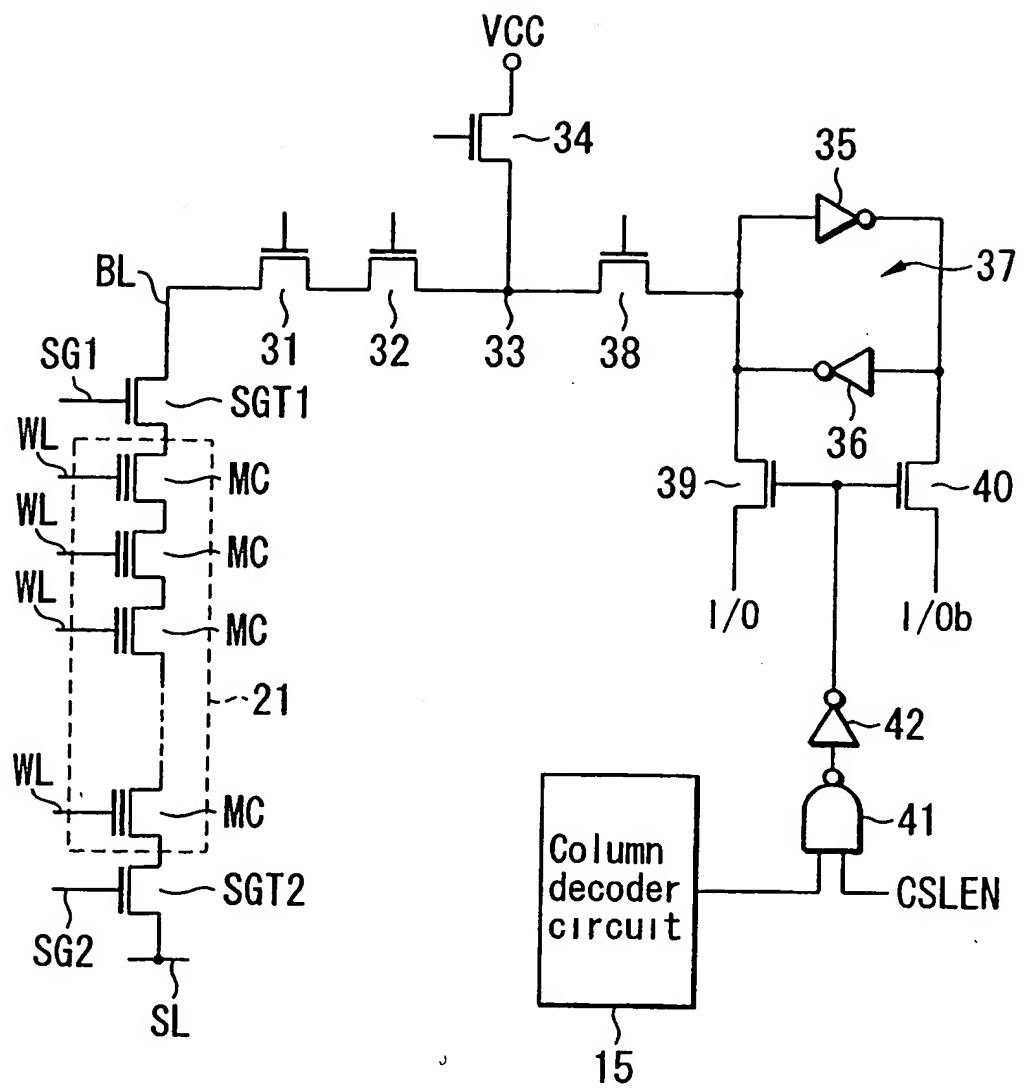 VCC
34
35
BL
37
31
32
33
38
SG1
SGT1
36
WL
MC
39
40
WL
MC
WL
MC
I/O
I/Ob
21
42
WL
MC
41
Column
decoder
circuit
SGT2
CSLEN
SG2
SL
15